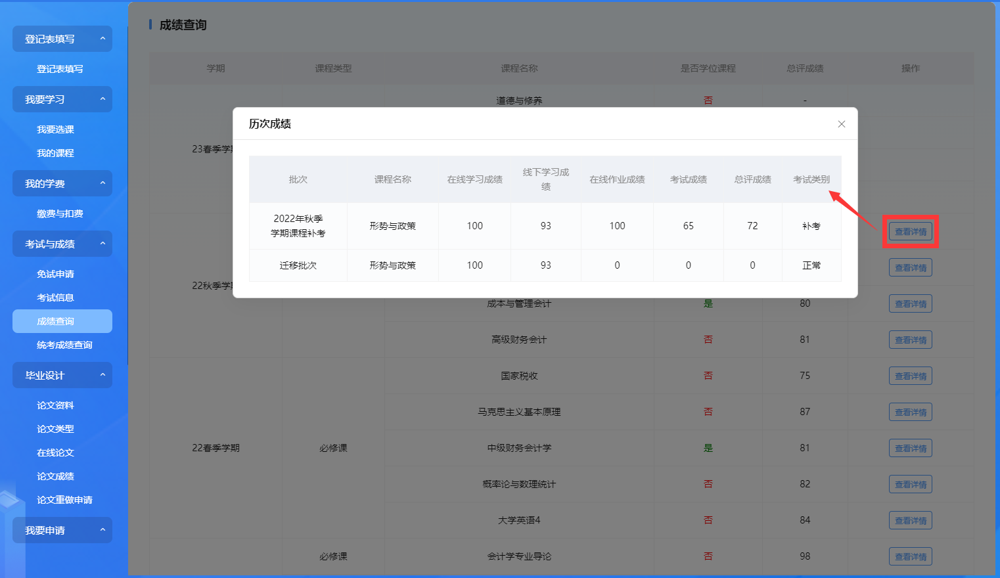 登记表填写
登记表填写
我要学习
我要选课
我的课程
我的学费
缴费与扣费
考试与成绩
免试申请
考试信息
成绩查询
统考成绩查询
毕业设计
论文资料
论文类型
在线论文
论文成绩
论文重做申请
我要申请
成绩查询
学期 课程类型 课程名称 是否学位课程 总评成绩 操作
道德与修养 否 -
23春季学期
历次成绩
批次 课程名称 在线学习成绩 线下学习成绩 在线作业成绩 考试成绩 总评成绩 考试类别
2022年秋季
学期课程补考 形势与政策 100 93 100 65 72 补考
迁移批次 形势与政策 100 93 0 0 0 正常
查看详情
查看详情
22秋季学期
成本与管理会计 是 80 查看详情
高级财务会计 否 81 查看详情
国家税收 否 75 查看详情
马克思主义基本原理 否 87 查看详情
22春季学期 必修课 中级财务会计学 是 81 查看详情
概率论与数理统计 否 82 查看详情
大学英语4 否 84 查看详情
必修课 会计学专业导论 否 98 查看详情